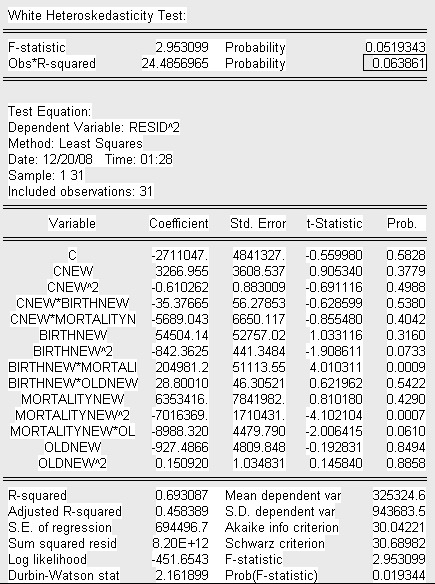 White Heteroskedasticity Test:
F-statistic 2.953099 Probability 0.0519343
Obs*R-squared 24.4856965 Probability 0.063861
Test Equation:
Dependent Variable: RESID^2
Method: Least Squares
Date: 12/20/08 Time: 01:28
Sample: 1 31
Included observations: 31
Variable Coefficient Std. Error t-Statistic Prob.
C -2711047. 4841327. -0.559980 0.5828
CNEW 3266.955 3608.537 0.905340 0.3779
CNEW^2 -0.610262 0.883009 -0.691116 0.4988
CNEW*BIRTHNEW -35.37665 56.27853 -0.628599 0.5380
CNEW*MORTALITYN -5689.043 6650.117 -0.855480 0.4042
BIRTHNEW 54504.14 52757.02 1.033116 0.3160
BIRTHNEW^2 -842.3625 441.3484 -1.908611 0.0733
BIRTHNEW*MORTALI 204981.2 51113.55 4.010311 0.0009
BIRTHNEW*OLDNEW 28.80010 46.30521 0.621962 0.5422
MORTALITYNEW 6353416. 7841982. 0.810180 0.4290
MORTALITYNEW^2 -7016369. 1710431. -4.102104 0.0007
MORTALITYNEW*OL -8988.320 4479.790 -2.006415 0.0610
OLDNEW -927.4866 4809.848 -0.192831 0.8494
OLDNEW^2 0.150920 1.034831 0.145840 0.8858
R-squared 0.693087 Mean dependent var 325324.6
Adjusted R-squared 0.458389 S.D. dependent var 943683.5
S.E. of regression 694496.7 Akaike info criterion 30.04221
Sum squared resid 8.20E+12 Schwarz criterion 30.68982
Log likelihood -451.6543 F-statistic 2.953099
Durbin-Watson stat 2.161899 Prob(F-statistic) 0.019344